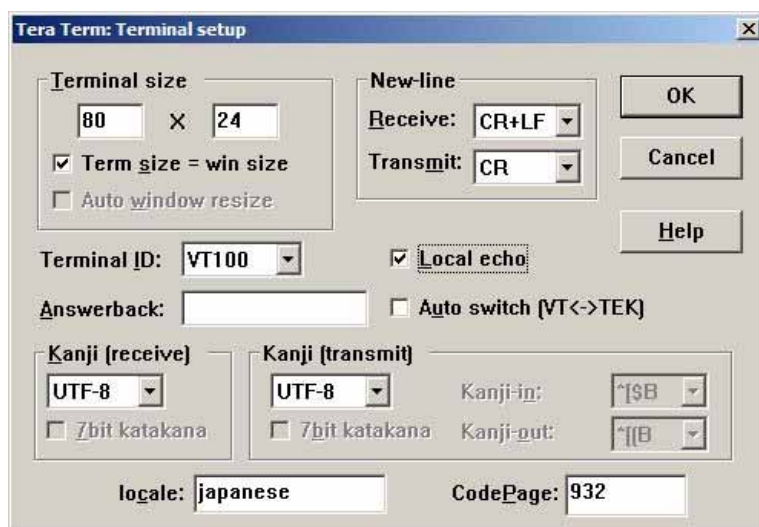 Tera Term: Terminal setup
Terminal size
80 X 24
Term size = win size
Auto window resize
New-line
Receive: CR+LF
Transmit: CR
OK
Cancel
Help
Terminal ID: VT100
Local echo
Answerback:
Auto switch (VT<->TEK)
Kanji (receive)
UTF-8
7bit katakana
Kanji (transmit)
UTF-8
7bit katakana
Kanji-in: ^[$B
Kanji-out: ^[(B
locale: japanese
CodePage: 932